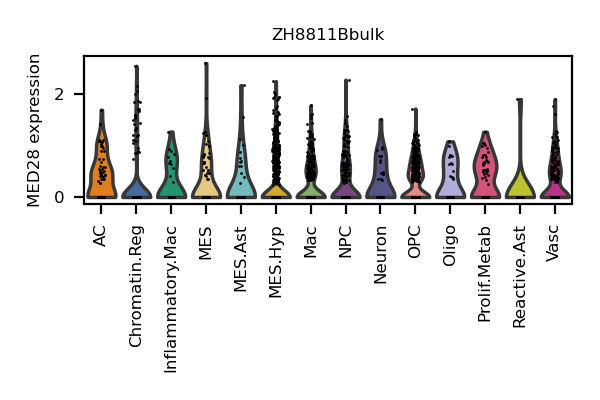 ZH8811Bbulk
MED28 expression
2
0
AC
Chromatin.Reg
Inflammatory.Mac
MES
MES.Ast
MES.Hyp
Mac
NPC
Neuron
OPC
Oligo
Prolif.Metab
Reactive.Ast
Vasc